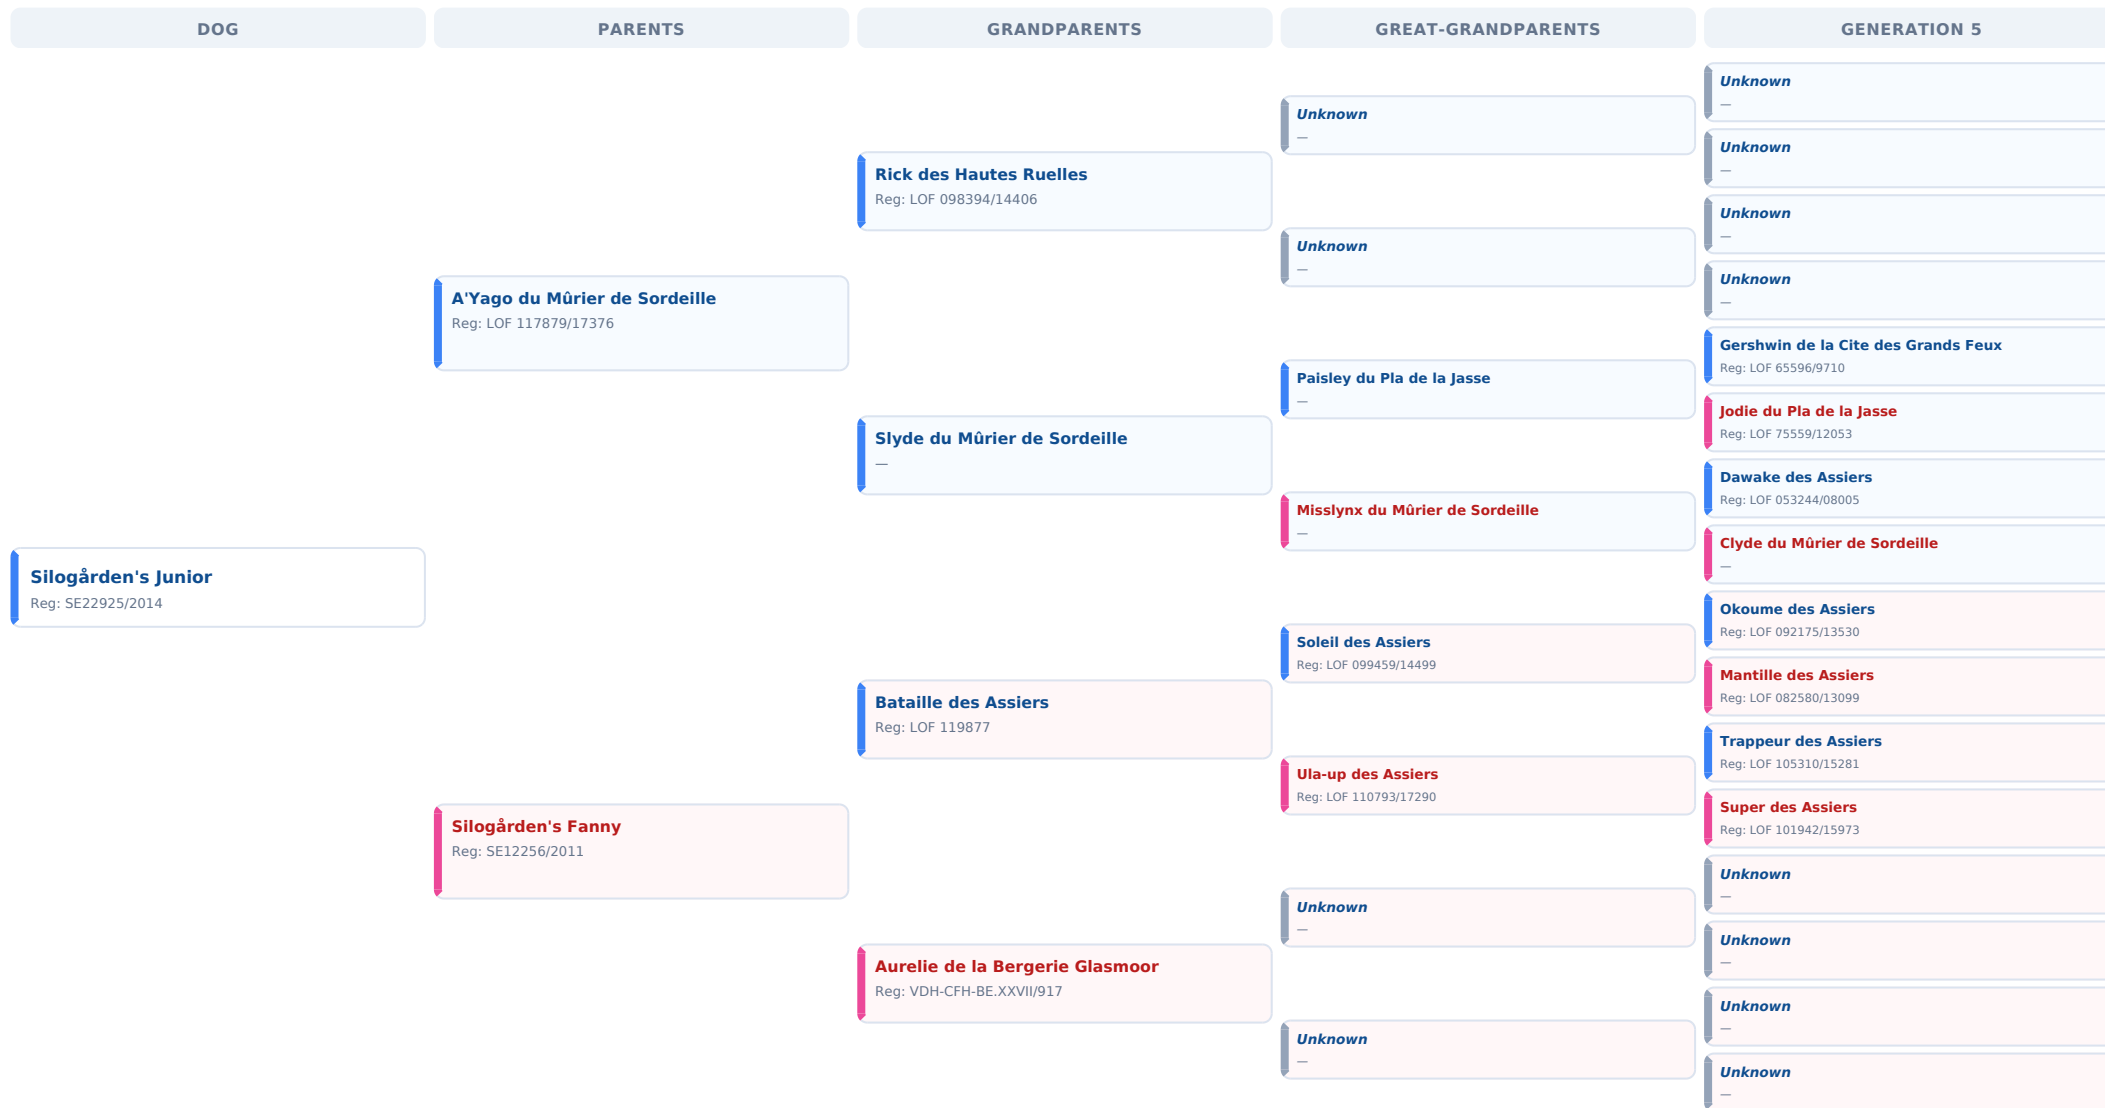 DOG
PARENTS
GRANDPARENTS
GREAT-GRANDPARENTS
GENERATION 5
Silogården's Junior
Reg: SE22925/2014
A'Yago du Mûrier de Sordeille
Reg: LOF 117879/17376
Silogården's Fanny
Reg: SE12256/2011
Rick des Hautes Ruelles
Reg: LOF 098394/14406
Slyde du Mûrier de Sordeille
—
Bataille des Assiers
Reg: LOF 119877
Aurelie de la Bergerie Glasmoor
Reg: VDH-CFH-BE.XXVII/917
Unknown
—
Unknown
—
Paisley du Pla de la Jasse
—
Misslynx du Mûrier de Sordeille
—
Soleil des Assiers
Reg: LOF 099459/14499
Ula-up des Assiers
Reg: LOF 110793/17290
Unknown
—
Unknown
—
Unknown
—
Unknown
—
Unknown
—
Unknown
—
Gershwin de la Cite des Grands Feux
Reg: LOF 65596/9710
Jodie du Pla de la Jasse
Reg: LOF 75559/12053
Dawake des Assiers
Reg: LOF 053244/08005
Clyde du Mûrier de Sordeille
—
Okoume des Assiers
Reg: LOF 092175/13530
Mantille des Assiers
Reg: LOF 082580/13099
Trappeur des Assiers
Reg: LOF 105310/15281
Super des Assiers
Reg: LOF 101942/15973
Unknown
—
Unknown
—
Unknown
—
Unknown
—